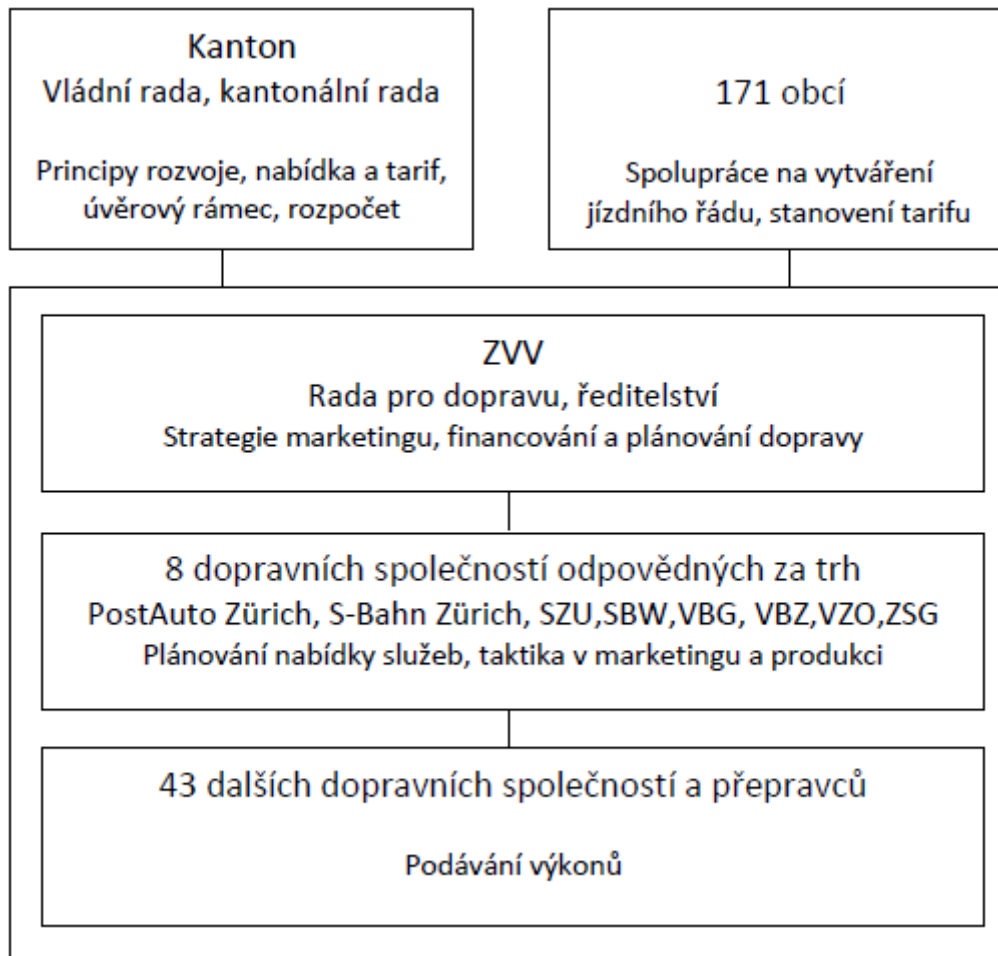 Kanton
Vládní rada, kantonální rada
Principy rozvoje, nabídka a tarif,
úvěrový rámec, rozpočet
171 obcí
Spolupráce na vytváření
jízdního řádu, stanovení tarifu
ZVV
Rada pro dopravu, ředitelství
Strategie marketingu, financování a plánování dopravy
8 dopravních společností odpovědných za trh
PostAuto Zürich, S-Bahn Zürich, SZU,SBW,VBG, VBZ,VZO,ZSG
Plánování nabídky služeb, taktika v marketingu a produkci
43 dalších dopravních společností a přepravců
Podávání výkonů